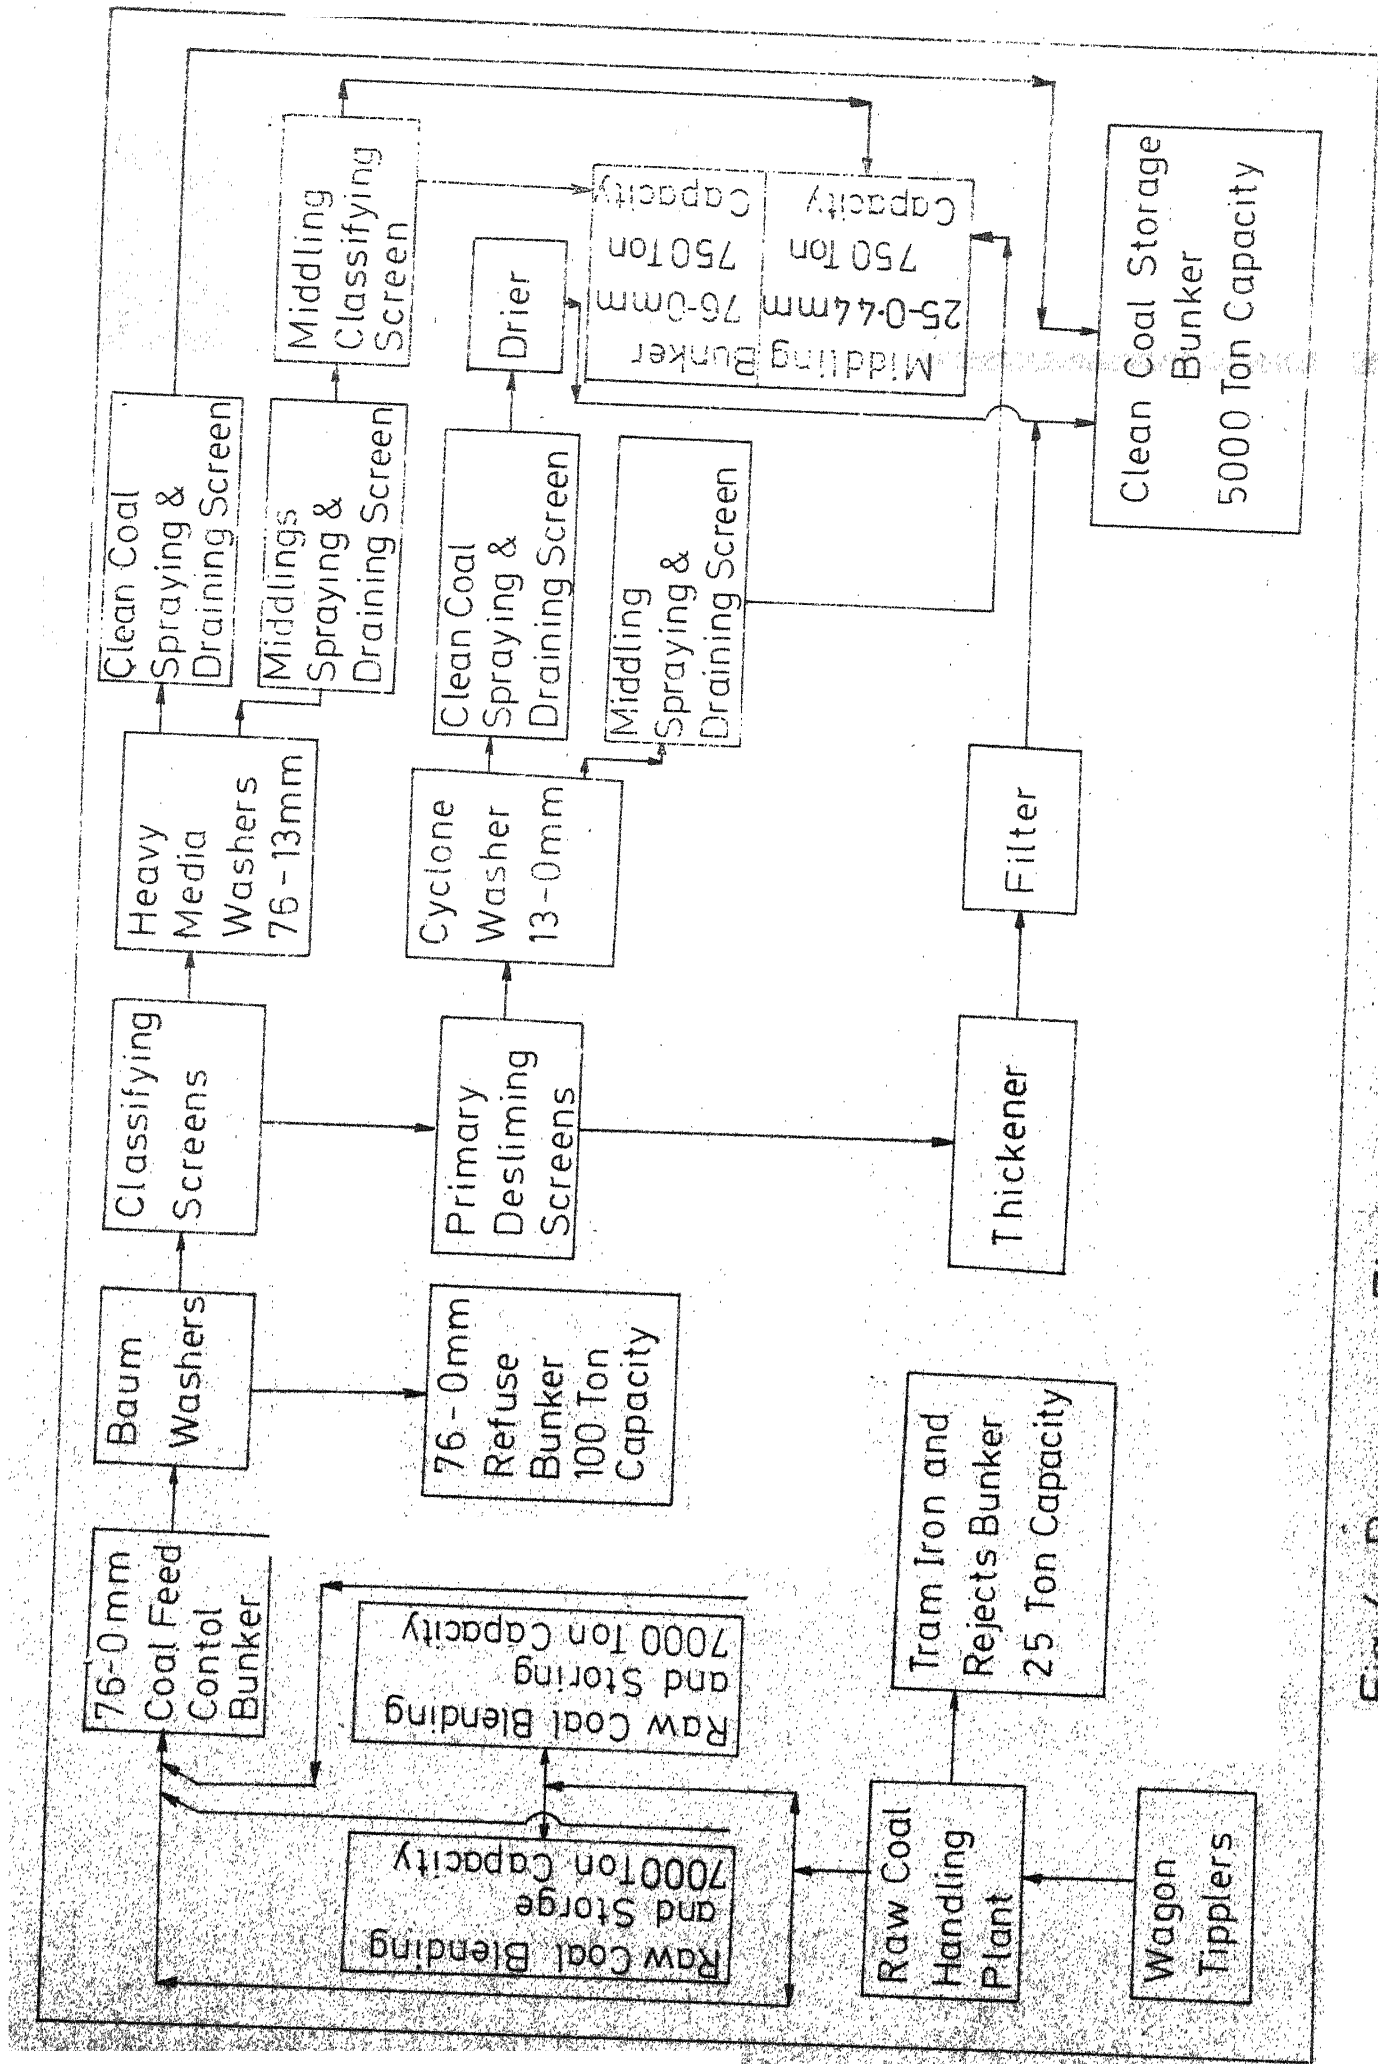 76-0mm
Coal Feed
Contol
Bunker
Baum
Washers
Classifying
Screens
Heavy
Media
Washers
76-13mm
Clean Coal
Spraying &
Draining Screen
Middlings
Spraying &
Draining Screen
Middling
Classifying
Screen
Raw Coal Blending
and Storge
7000Ton Capacity
Raw Coal Blending
and Storing
7000 Ton Capacity
76-0mm
Refuse
Bunker
100 Ton
Capacity
Primary
Desliming
Screens
Cyclone
Washer
13-0mm
Clean Coal
Spraying &
Draining Screen
Drier
Middling
Spraying &
Draining Screen
Middling Bunker
76-0mm
750 Ton
Capacity
25-0·44mm
750 Ton
Capacity
Raw Coal
Handling
Plant
Tram Iron and
Rejects Bunker
25 Ton Capacity
Thickener
Filter
Wagon
Tipplers
Clean Coal Storage
Bunker
5000 Ton Capacity